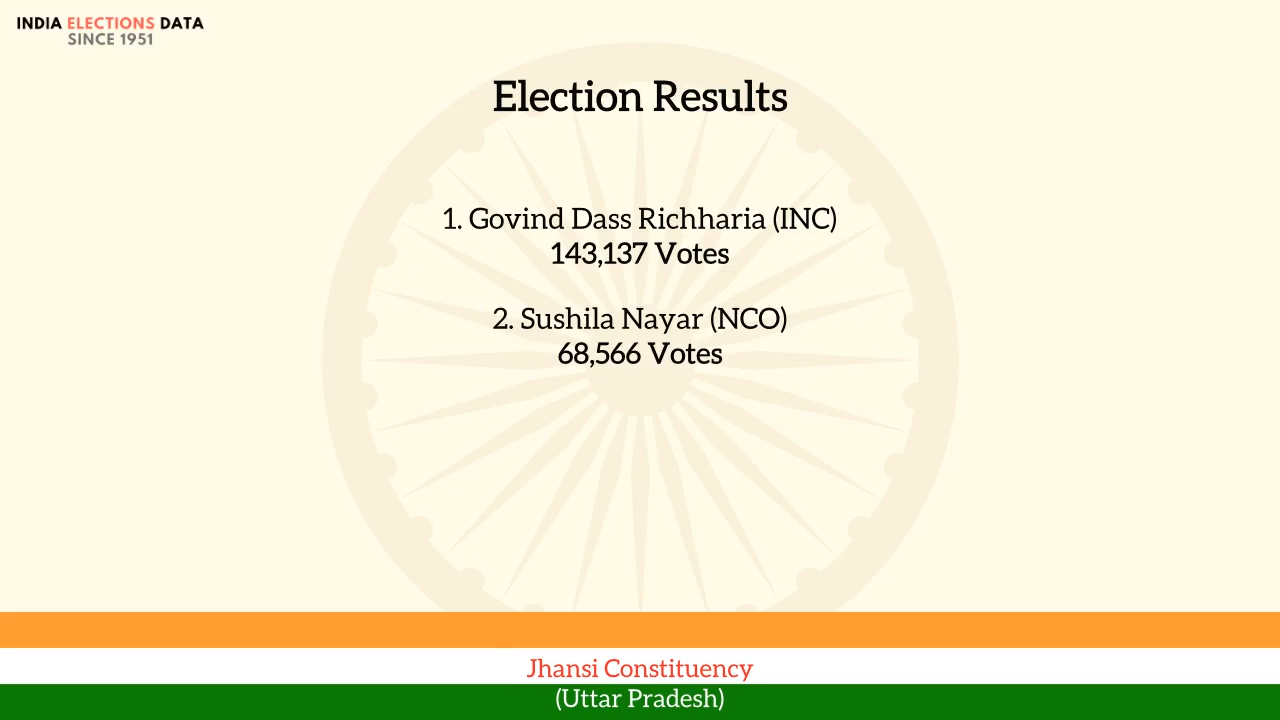 INDIA ELECTIONS DATA
SINCE 1951
Election Results
1. Govind Dass Richharia (INC)
143,137 Votes
2. Sushila Nayar (NCO)
68,566 Votes
Jhansi Constituency
(Uttar Pradesh)